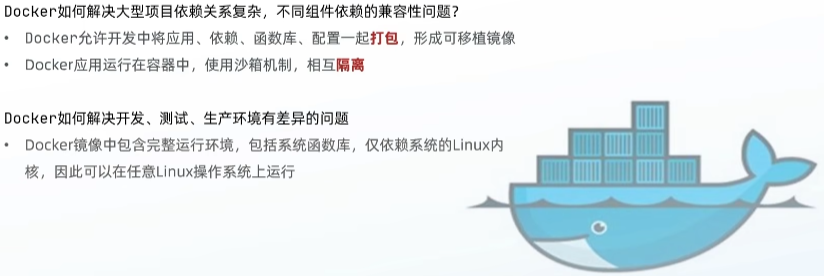 Docker如何解决大型项目依赖关系复杂，不同组件依赖的兼容性问题？
• Docker允许开发中将应用、依赖、函数库、配置一起打包，形成可移植镜像
• Docker应用运行在容器中，使用沙箱机制，相互隔离
Docker如何解决开发、测试、生产环境有差异的问题
• Docker镜像中包含完整运行环境，包括系统函数库，仅依赖系统的Linux内
核，因此可以在任意Linux操作系统上运行